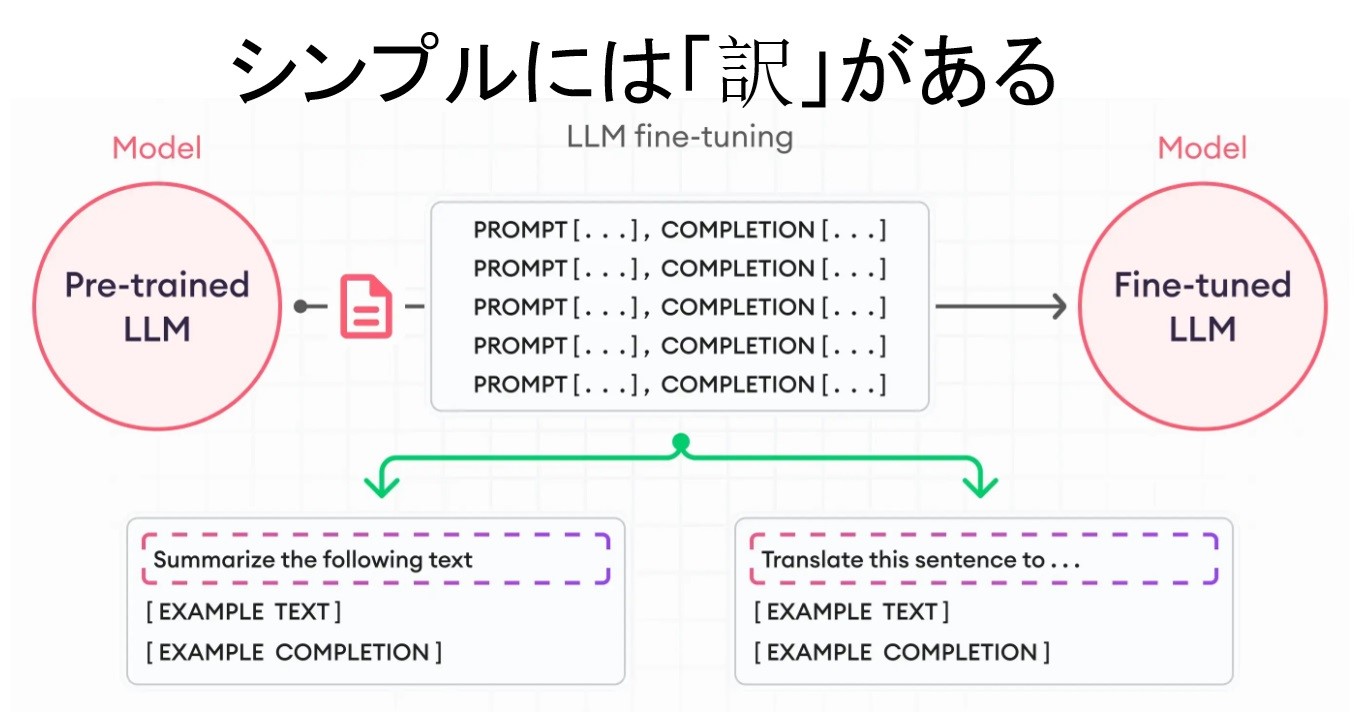 シンプルには「訳」がある
LLM fine-tuning
Model
Pre-trained
LLM
PROMPT[...], COMPLETION[...]
PROMPT[...], COMPLETION[...]
PROMPT[...], COMPLETION[...]
PROMPT[...], COMPLETION[...]
PROMPT[...], COMPLETION[...]
Model
Fine-tuned
LLM
Summarize the following text
[EXAMPLE TEXT]
[EXAMPLE COMPLETION]
Translate this sentence to...
[EXAMPLE TEXT]
[EXAMPLE COMPLETION]